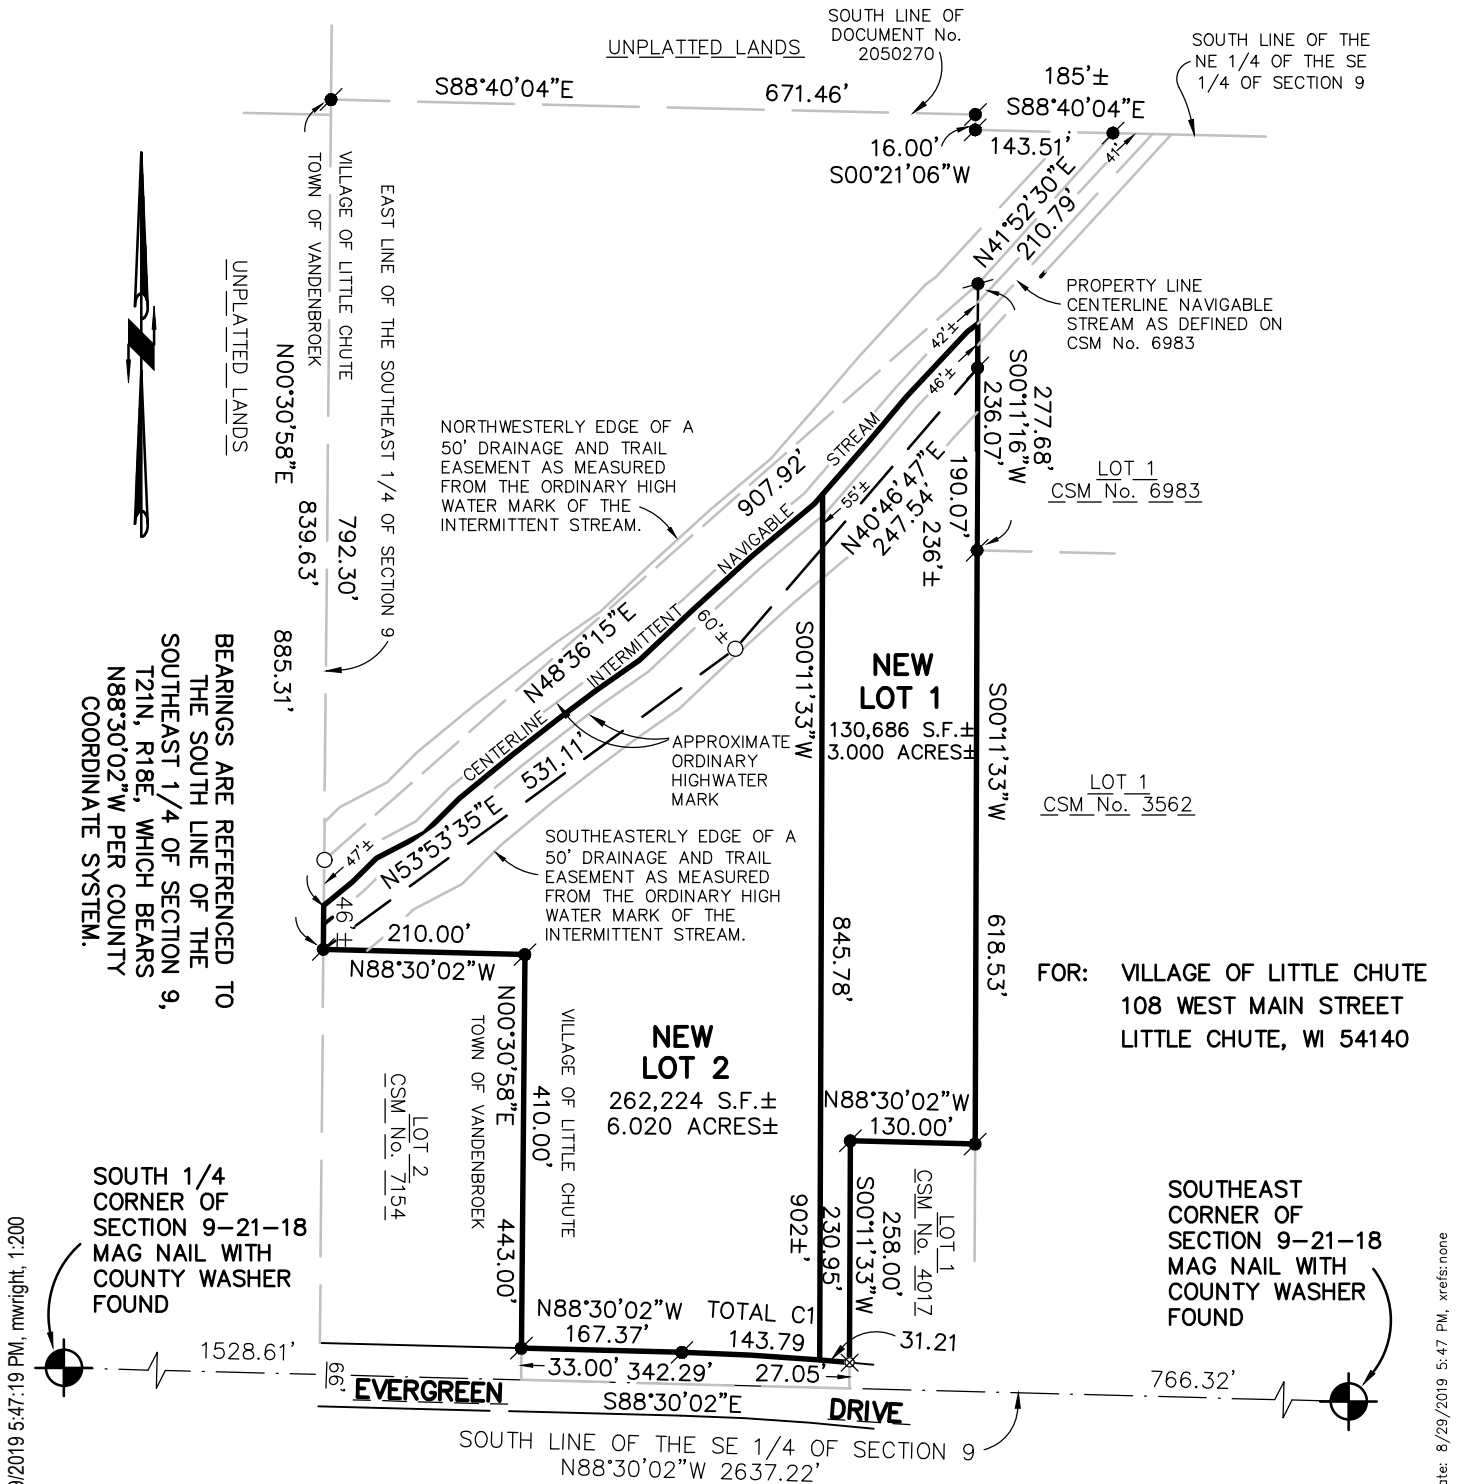 SOUTH LINE OF
DOCUMENT No.
2050270
UNPLATTED LANDS
SOUTH LINE OF THE
NE 1/4 OF THE SE
1/4 OF SECTION 9
S88°40'04"E
671.46'
185'±
S88°40'04"E
16.00'
143.51'
S00°21'06"W
41'
N41°52'30"E
210.79'
VILLAGE OF LITTLE CHUTE
TOWN OF VANDENBROEK
EAST LINE OF THE SOUTHEAST 1/4 OF SECTION 9
UNPLATTED LANDS
N00°30'58"E
839.63'
792.30'
885.31'
PROPERTY LINE
CENTERLINE NAVIGABLE
STREAM AS DEFINED ON
CSM No. 6983
42'±
46'±
277.68'
S00°11'16"W
236.07'
190.07'
236'±
LOT 1
CSM No. 6983
NORTHWESTERLY EDGE OF A
50' DRAINAGE AND TRAIL
EASEMENT AS MEASURED
FROM THE ORDINARY HIGH
WATER MARK OF THE
INTERMITTENT STREAM.
907.92'
N48°36'15"E
CENTERLINE INTERMITTENT NAVIGABLE STREAM
55'±
N40°46'47"E
247.54'
60'±
531.11'
N53°53'35"E
47'±
46'±
BEARINGS ARE REFERENCED TO
THE SOUTH LINE OF THE
SOUTHEAST 1/4 OF SECTION 9,
T21N, R18E, WHICH BEARS
N88°30'02"W PER COUNTY
COORDINATE SYSTEM.
NEW
LOT 1
130,686 S.F.±
3.000 ACRES±
S00°11'33"W
S00°11'33"W
APPROXIMATE
ORDINARY
HIGHWATER
MARK
LOT 1
CSM No. 3562
SOUTHEASTERLY EDGE OF A
50' DRAINAGE AND TRAIL
EASEMENT AS MEASURED
FROM THE ORDINARY HIGH
WATER MARK OF THE
INTERMITTENT STREAM.
210.00'
N88°30'02"W
845.78'
618.53'
FOR: VILLAGE OF LITTLE CHUTE
108 WEST MAIN STREET
LITTLE CHUTE, WI 54140
N00°30'58"E
410.00'
443.00'
TOWN OF VANDENBROEK
VILLAGE OF LITTLE CHUTE
NEW
LOT 2
262,224 S.F.±
6.020 ACRES±
N88°30'02"W
130.00'
LOT 2
CSM No. 7154
LOT 1
CSM No. 4017
258.00'
S00°11'33"W
230.95'
902±'
SOUTH 1/4
CORNER OF
SECTION 9-21-18
MAG NAIL WITH
COUNTY WASHER
FOUND
SOUTHEAST
CORNER OF
SECTION 9-21-18
MAG NAIL WITH
COUNTY WASHER
FOUND
N88°30'02"W
167.37'
TOTAL C1
143.79
31.21
1528.61'
66'
33.00'
342.29'
27.05'
766.32'
EVERGREEN DRIVE
S88°30'02"E
SOUTH LINE OF THE SE 1/4 OF SECTION 9
N88°30'02"W 2637.22'
9/2019 5:47:19 PM, mwright, 1:200
ate: 8/29/2019 5:47 PM, xrefs:none